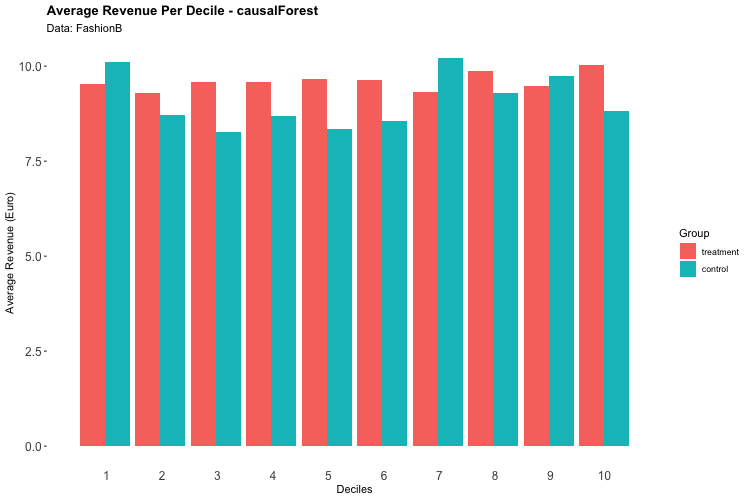 Average Revenue Per Decile - causalForest
Data: FashionB
Average Revenue (Euro)
10.0
7.5
5.0
2.5
0.0
1 2 3 4 5 6 7 8 9 10
Deciles
Group
treatment
control